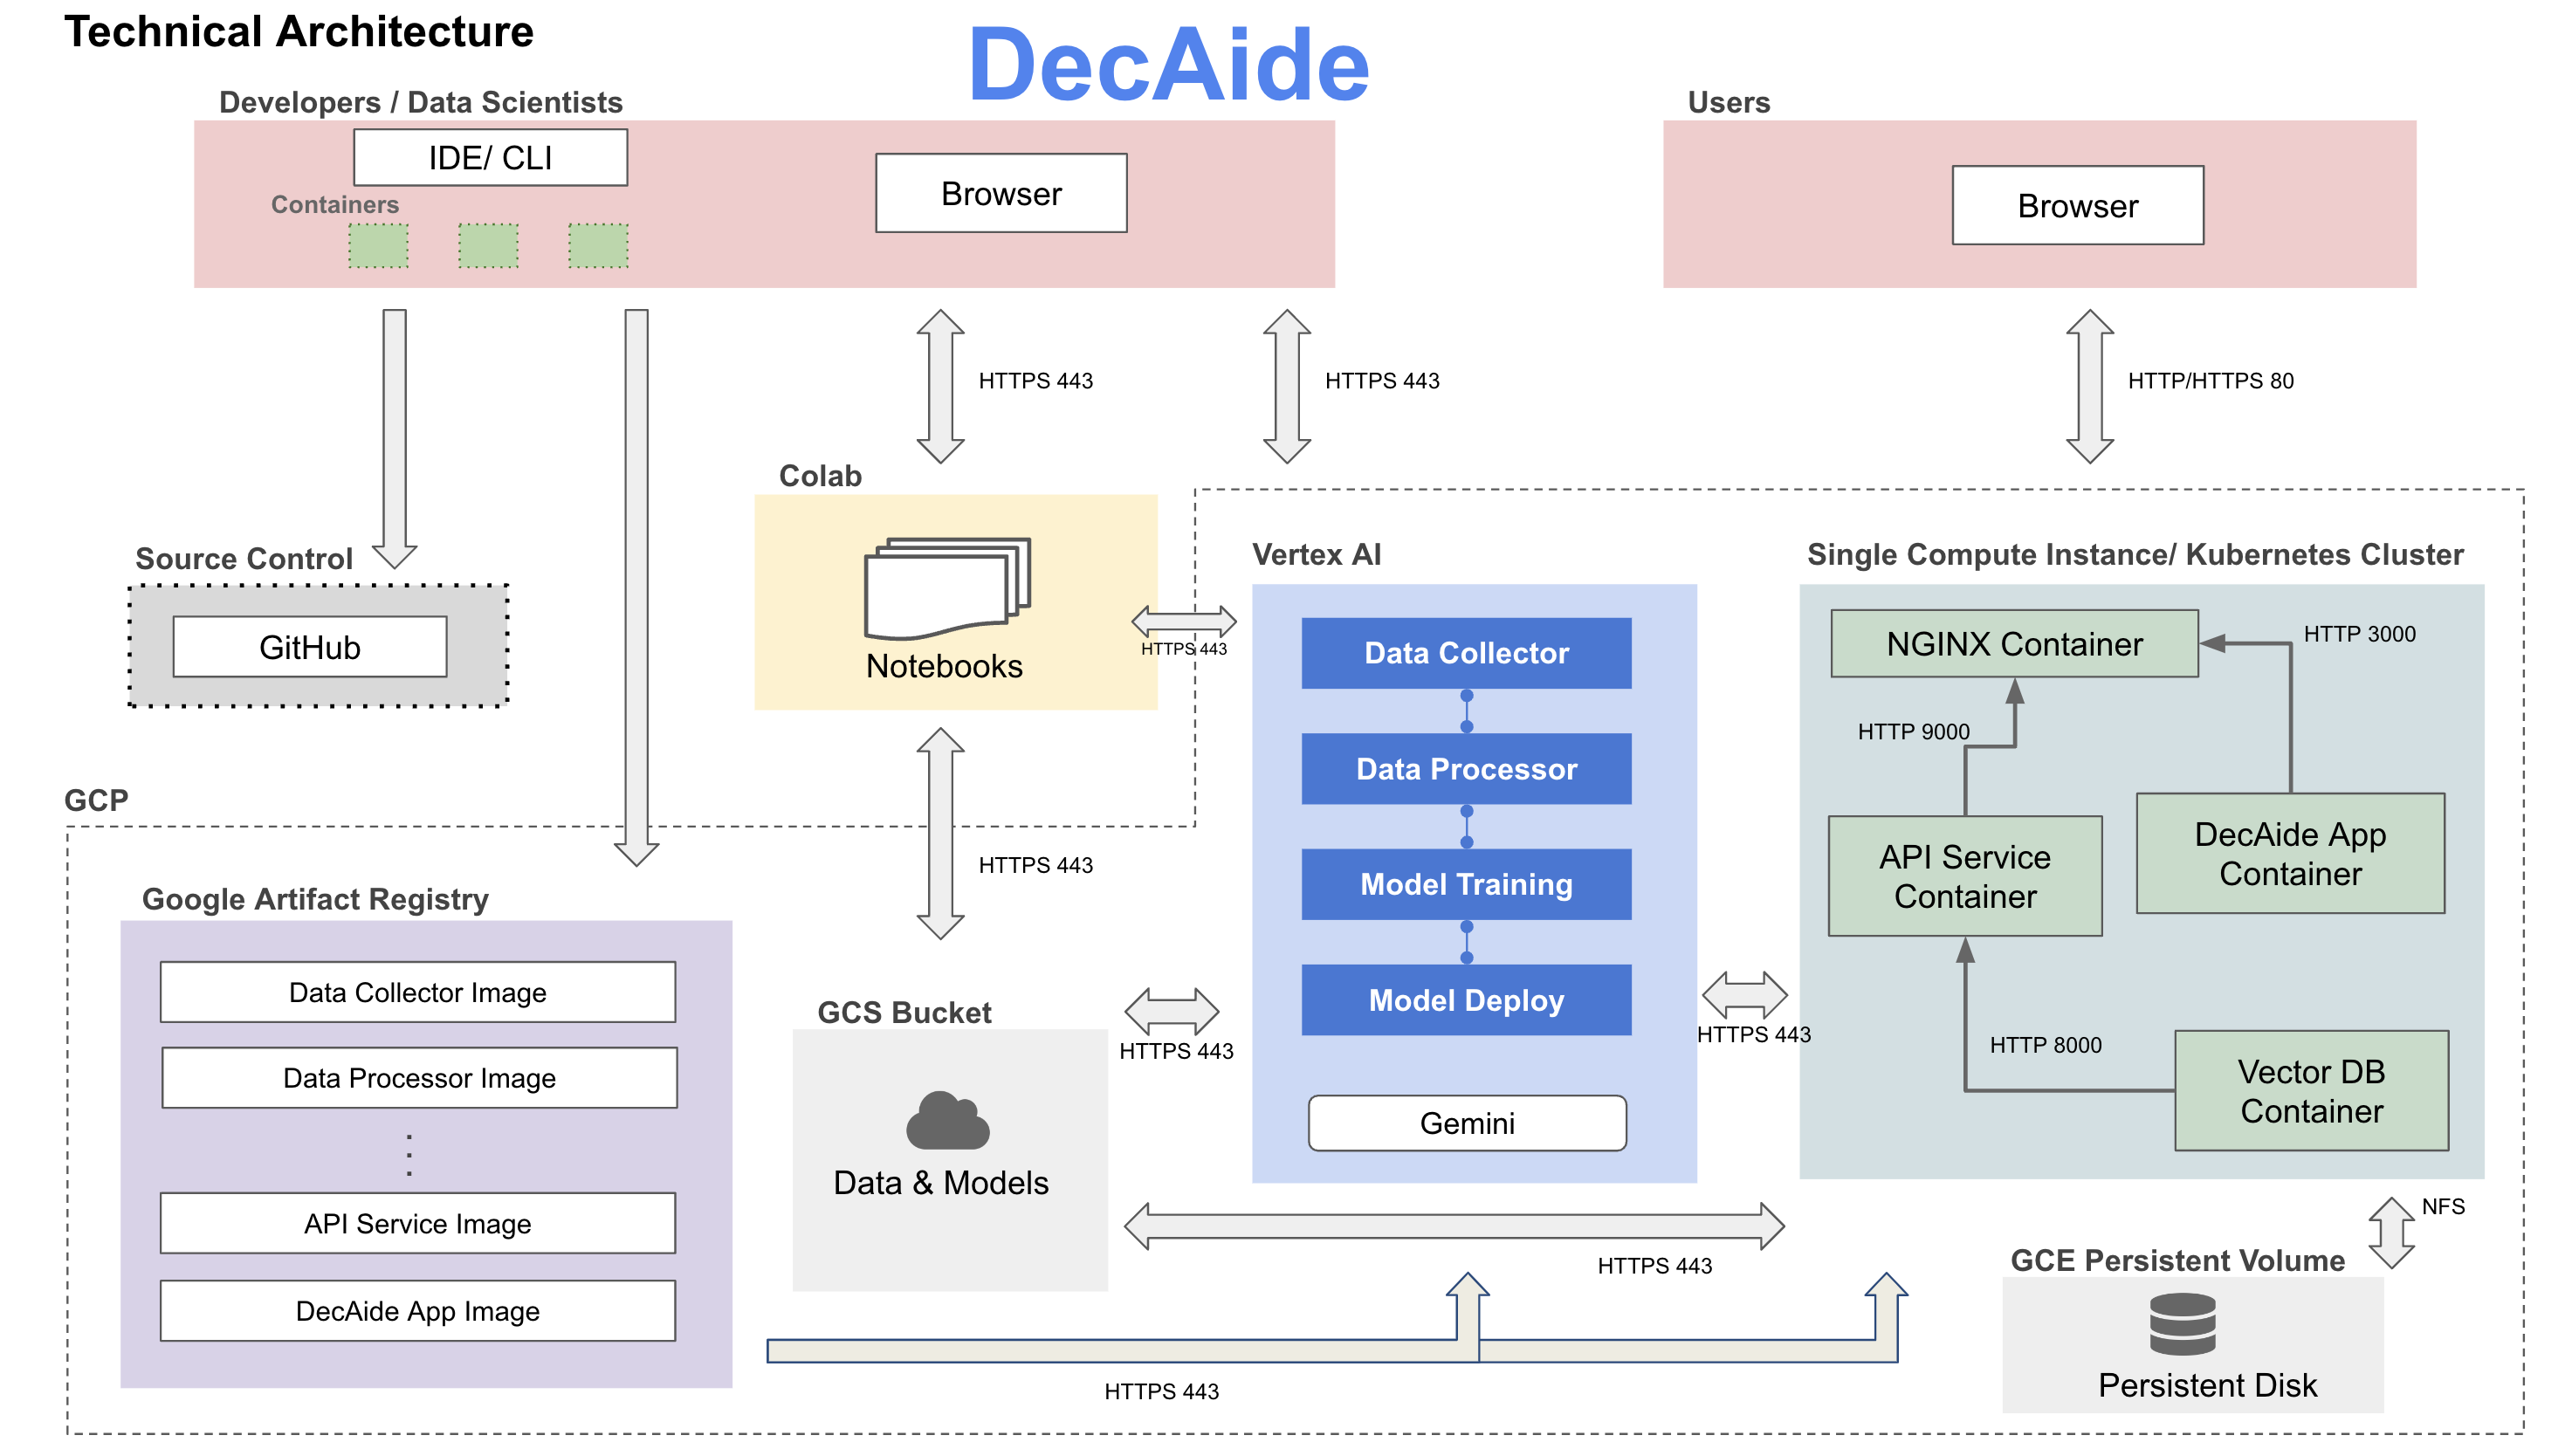 Technical Architecture
DecAide
Developers / Data Scientists
IDE/ CLI
Containers
Browser
Users
Browser
HTTPS 443
HTTPS 443
HTTP/HTTPS 80
Source Control
GitHub
Colab
Notebooks
HTTPS 443
HTTPS 443
GCP
Google Artifact Registry
Data Collector Image
Data Processor Image
.
.
.
API Service Image
DecAide App Image
GCS Bucket
Data & Models
HTTPS 443
Vertex AI
Data Collector
Data Processor
Model Training
Model Deploy
Gemini
HTTPS 443
Single Compute Instance/ Kubernetes Cluster
NGINX Container
HTTP 3000
HTTP 9000
API Service
Container
DecAide App
Container
HTTP 8000
Vector DB
Container
HTTPS 443
HTTPS 443
NFS
GCE Persistent Volume
Persistent Disk